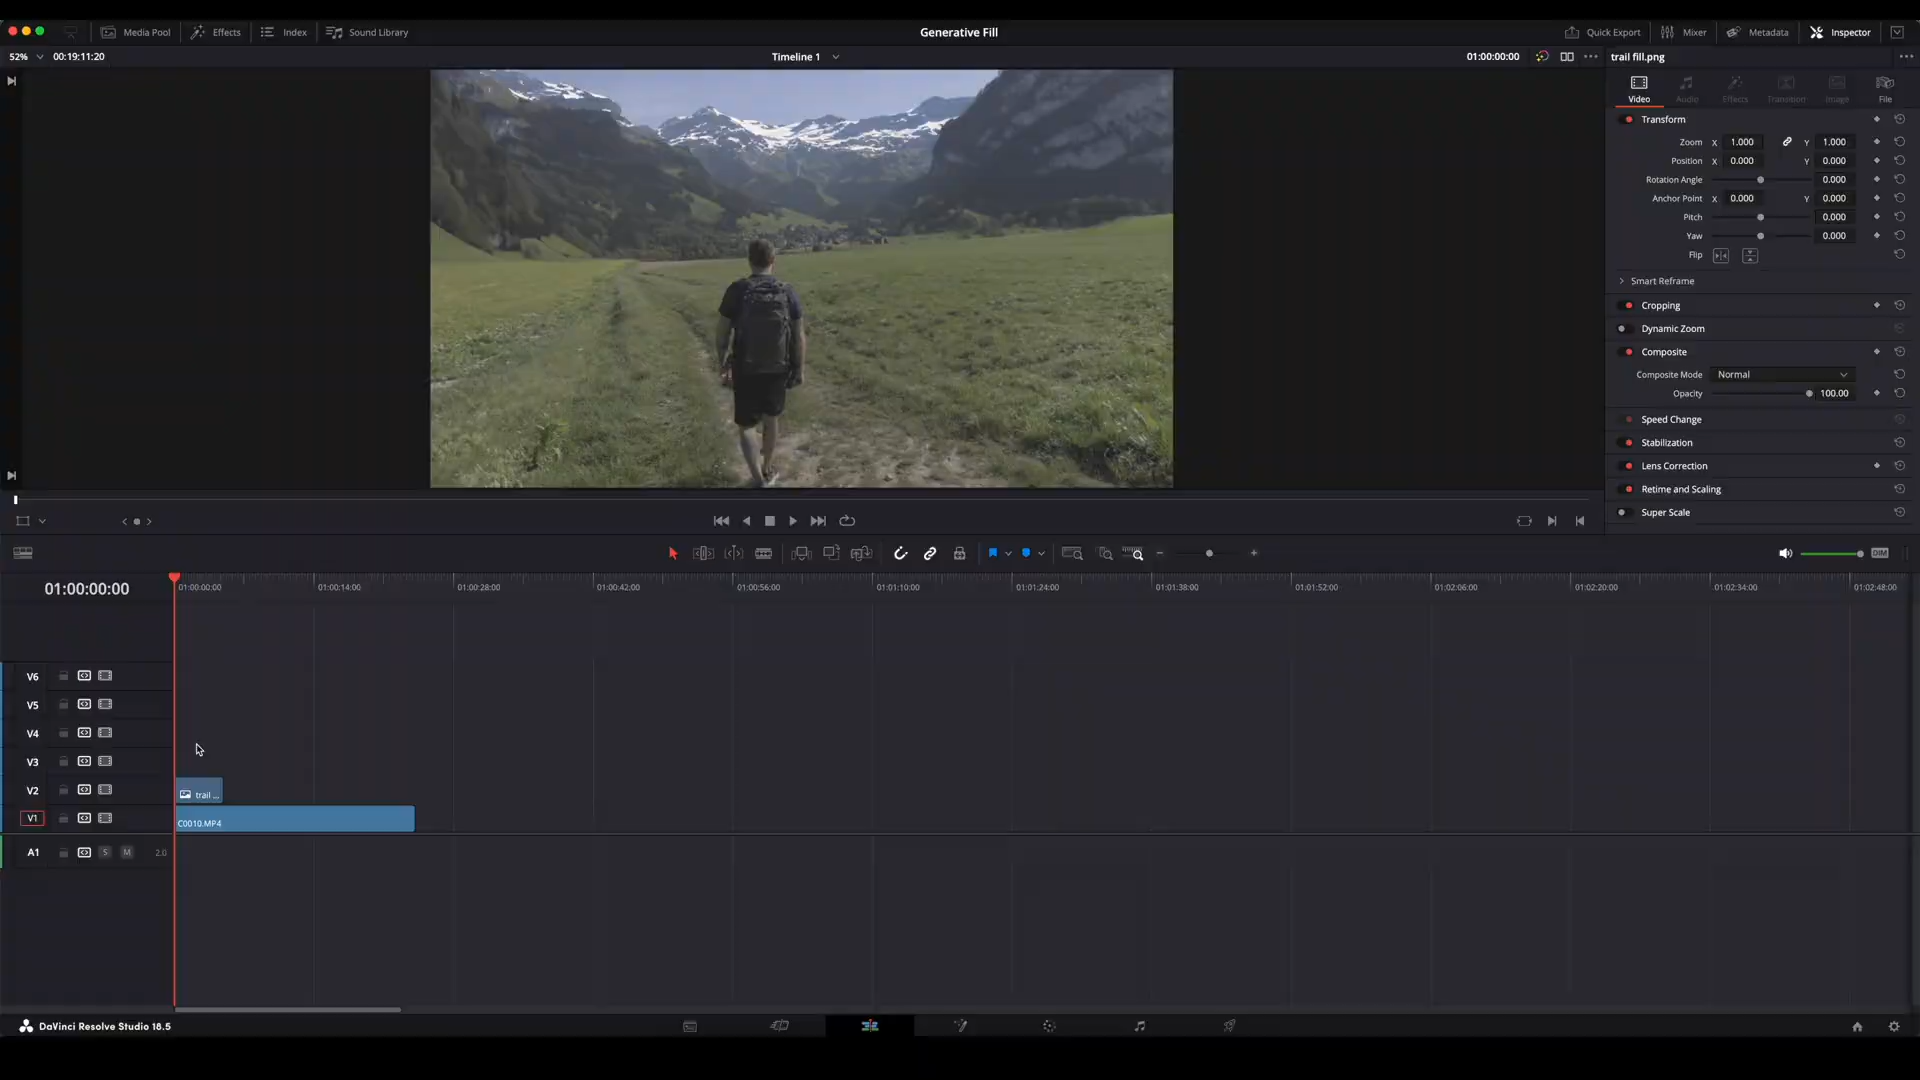 Media Pool Effects Index Sound Library Generative Fill Quick Export Mixer Metadata Inspector
52% 00:19:11:20 Timeline 1 01:00:00:00 trail fill.png
Video Audio Effects Transition Image File
Transform
Zoom X 1.000 Y 1.000
Position X 0.000 Y 0.000
Rotation Angle 0.000
Anchor Point X 0.000 Y 0.000
Pitch 0.000
Yaw 0.000
Flip
Smart Reframe
Cropping
Dynamic Zoom
Composite
Composite Mode Normal
Opacity 100.00
Speed Change
Stabilization
Lens Correction
Retime and Scaling
Super Scale
DIM
01:00:00:00 01:00:00:00 01:00:14:00 01:00:28:00 01:00:42:00 01:00:56:00 01:01:10:00 01:01:24:00 01:01:38:00 01:01:52:00 01:02:06:00 01:02:20:00 01:02:34:00 01:02:48:00
V6
V5
V4
V3
V2 trail ...
V1 C0010.MP4
A1 S M 2.0
DaVinci Resolve Studio 18.5